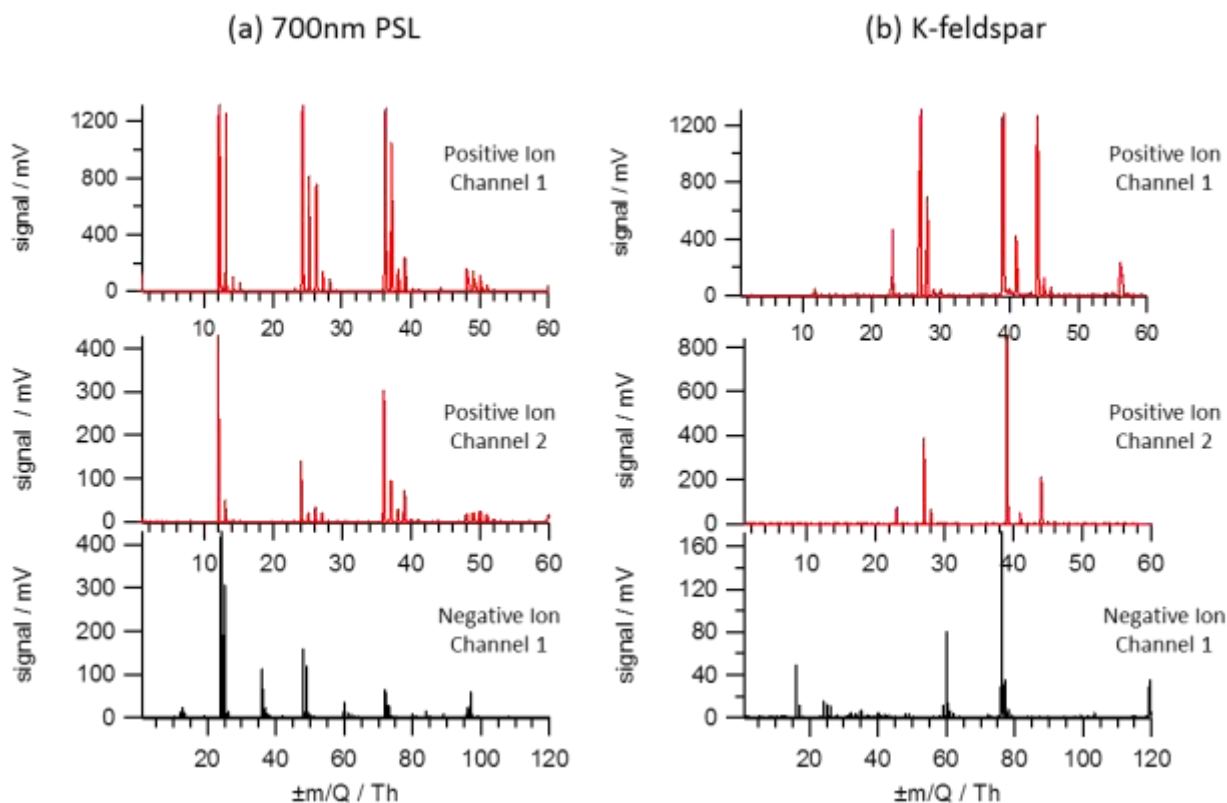 (a) 700nm PSL
(b) K-feldspar
signal / mV
1200
800
400
0
Positive Ion
Channel 1
10 20 30 40 50 60
signal / mV
400
300
200
100
0
Positive Ion
Channel 2
10 20 30 40 50 60
signal / mV
400
300
200
100
0
Negative Ion
Channel 1
20 40 60 80 100 120
±m/Q / Th
signal / mV
1200
800
400
0
Positive Ion
Channel 1
10 20 30 40 50 60
signal / mV
800
600
400
200
0
Positive Ion
Channel 2
10 20 30 40 50 60
signal / mV
160
120
80
40
0
Negative Ion
Channel 1
20 40 60 80 100 120
±m/Q / Th